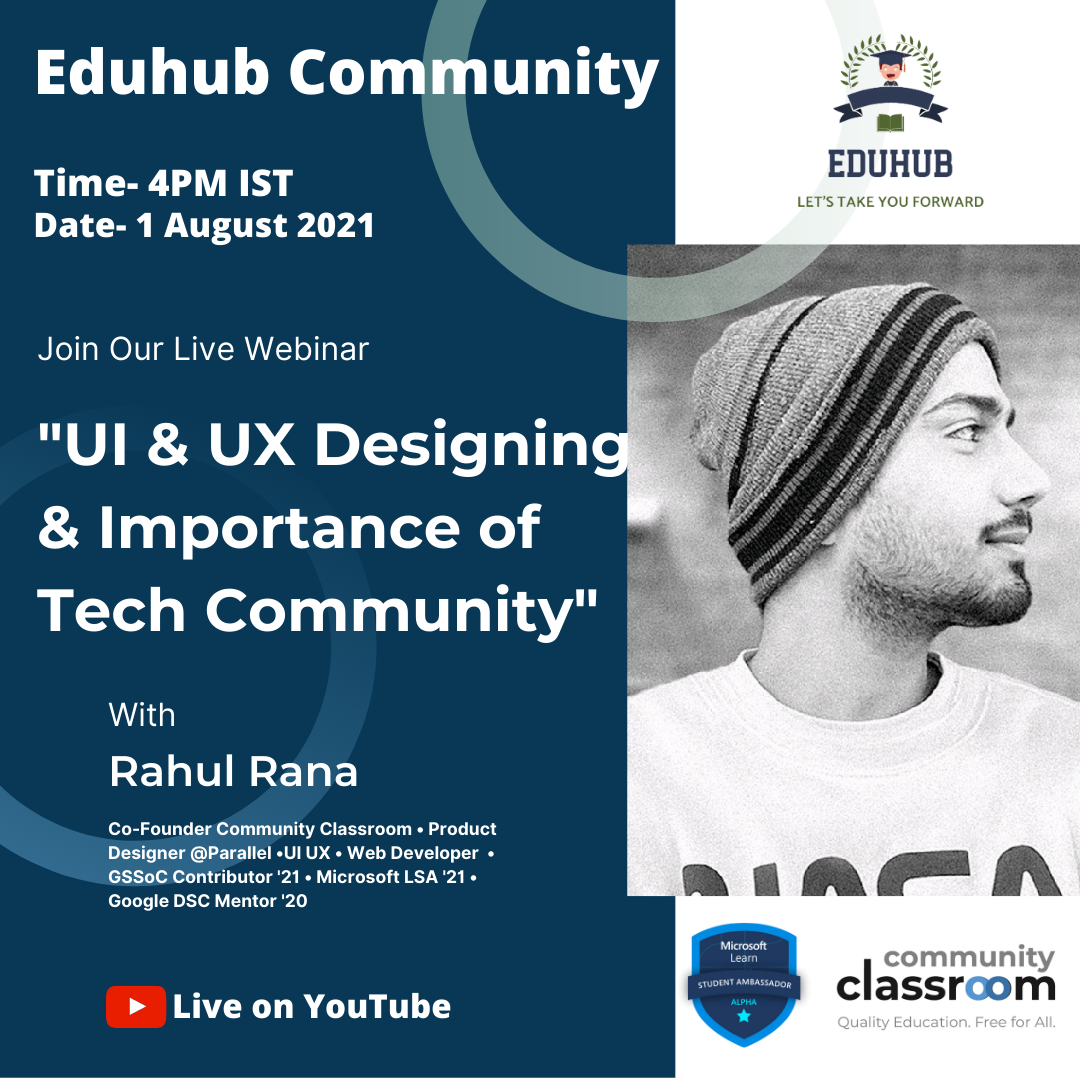 Eduhub Community
Time- 4PM IST
Date- 1 August 2021
EDUHUB
LET'S TAKE YOU FORWARD
Join Our Live Webinar
"UI & UX Designing
& Importance of
Tech Community"
With
Rahul Rana
Co-Founder Community Classroom • Product
Designer @Parallel •UI UX • Web Developer •
GSSoC Contributor '21 • Microsoft LSA '21 •
Google DSC Mentor '20
NASA
Live on YouTube
Microsoft
Learn
STUDENT AMBASSADOR
ALPHA
community
classroom
Quality Education. Free for All.